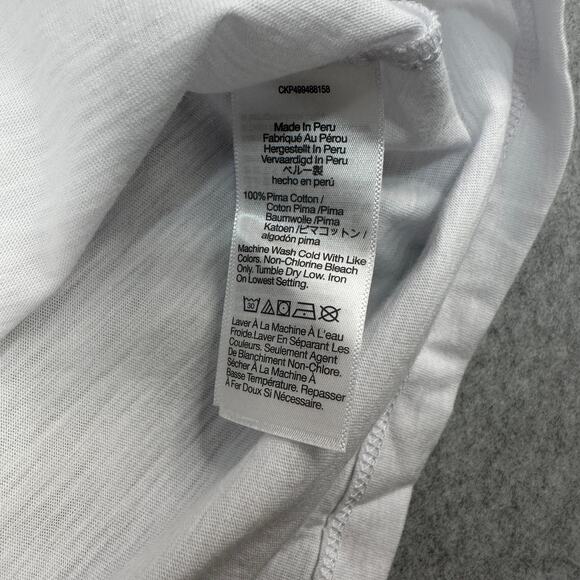 CKP499488158
Made In Peru
Fabriqué Au Pérou
Hergestellt In Peru
Vervaardigd In Peru
ペルー製
hecho en perú
100%Pima Cotton /
Coton Pima /Pima
Baumwolle /Pima
Katoen /ピマコットン /
algodón pima
Machine Wash Cold With Like
Colors. Non-Chlorine Bleach
Only. Tumble Dry Low. Iron
On Lowest Setting.
30
Laver À La Machine À L'eau
Froide.Laver En Séparant Les
Couleurs. Seulement Agent
De Blanchiment Non-Chlore.
Sécher À La Machine À
Basse Température. Repasser
À Fer Doux Si Nécessaire.